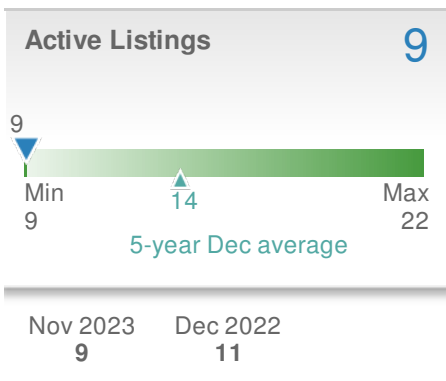 Active Listings 9
9
Min 14 Max
9 22
5-year Dec average
Nov 2023 Dec 2022
9 11